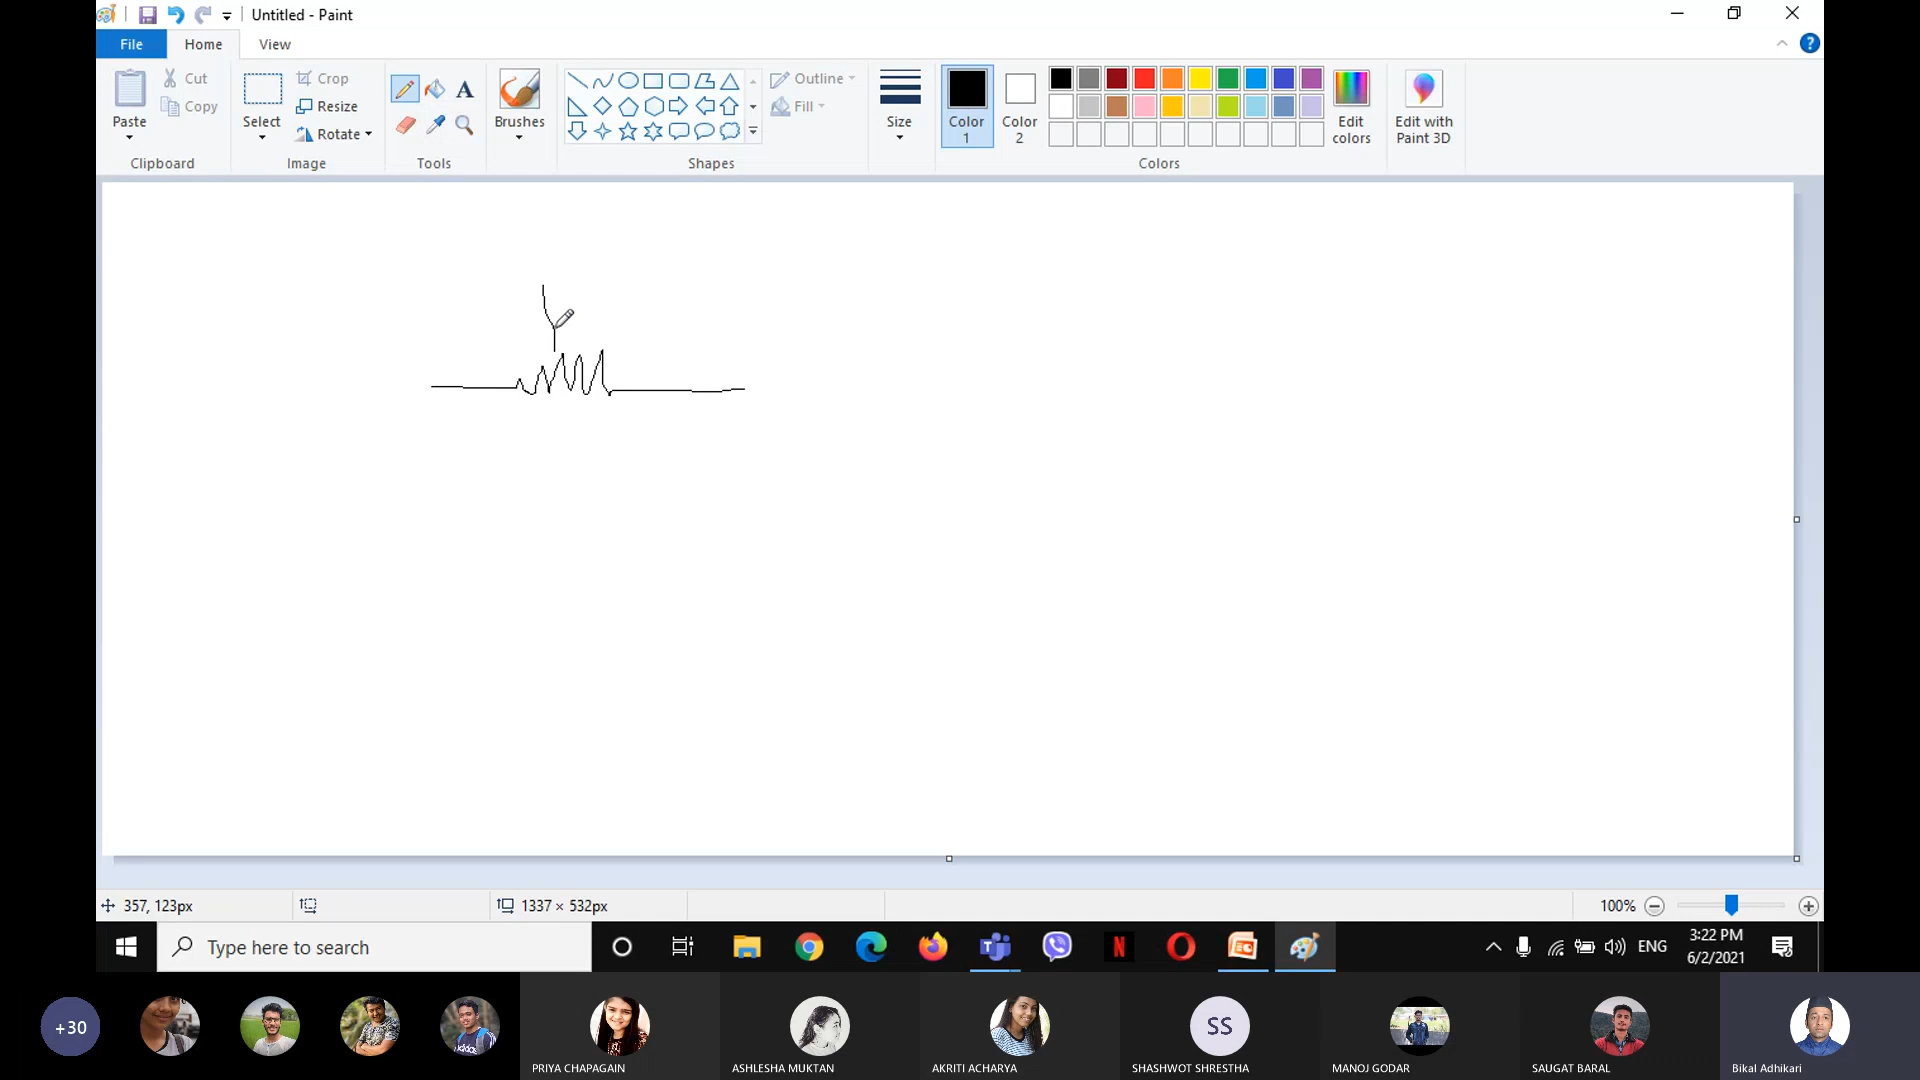 Untitled - Paint
File Home View
Paste
Cut
Copy
Clipboard
Select
Crop
Resize
Rotate
Image
Tools
Brushes
Shapes
Outline
Fill
Size
Color 1
Color 2
Colors
Edit colors
Edit with Paint 3D
357, 123px
1337 × 532px
100%
Type here to search
N
ENG
3:22 PM
6/2/2021
+30
SS
PRIYA CHAPAGAIN
ASHLESHA MUKTAN
AKRITI ACHARYA
SHASHWOT SHRESTHA
MANOJ GODAR
SAUGAT BARAL
Bikal Adhikari